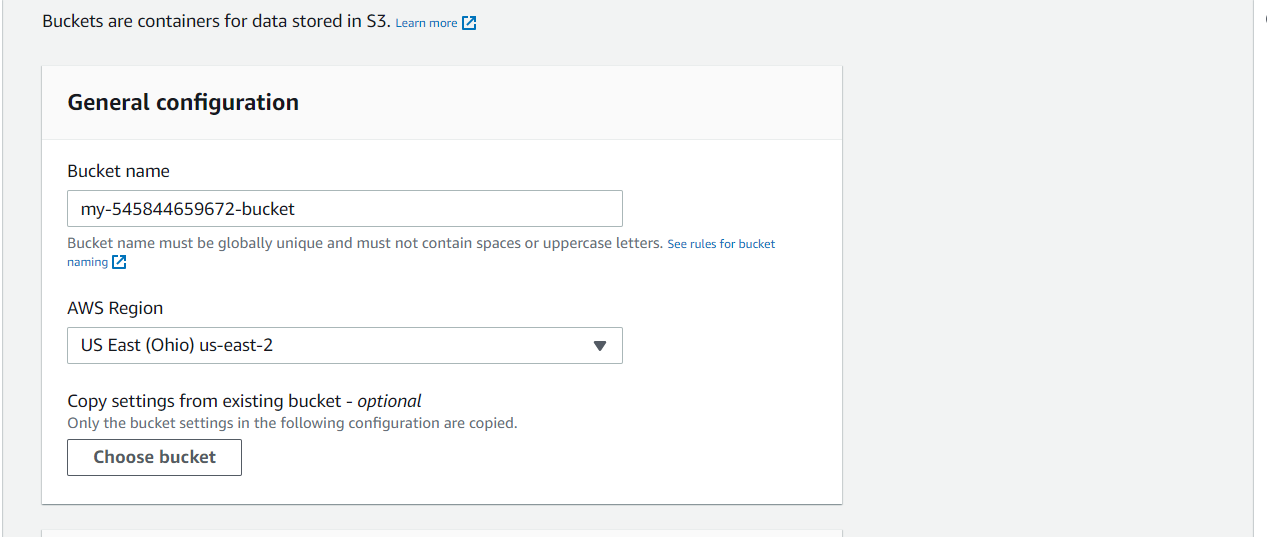 Buckets are containers for data stored in S3. Learn more
General configuration
Bucket name
my-545844659672-bucket
Bucket name must be globally unique and must not contain spaces or uppercase letters. See rules for bucket
naming
AWS Region
US East (Ohio) us-east-2
Copy settings from existing bucket - optional
Only the bucket settings in the following configuration are copied.
Choose bucket